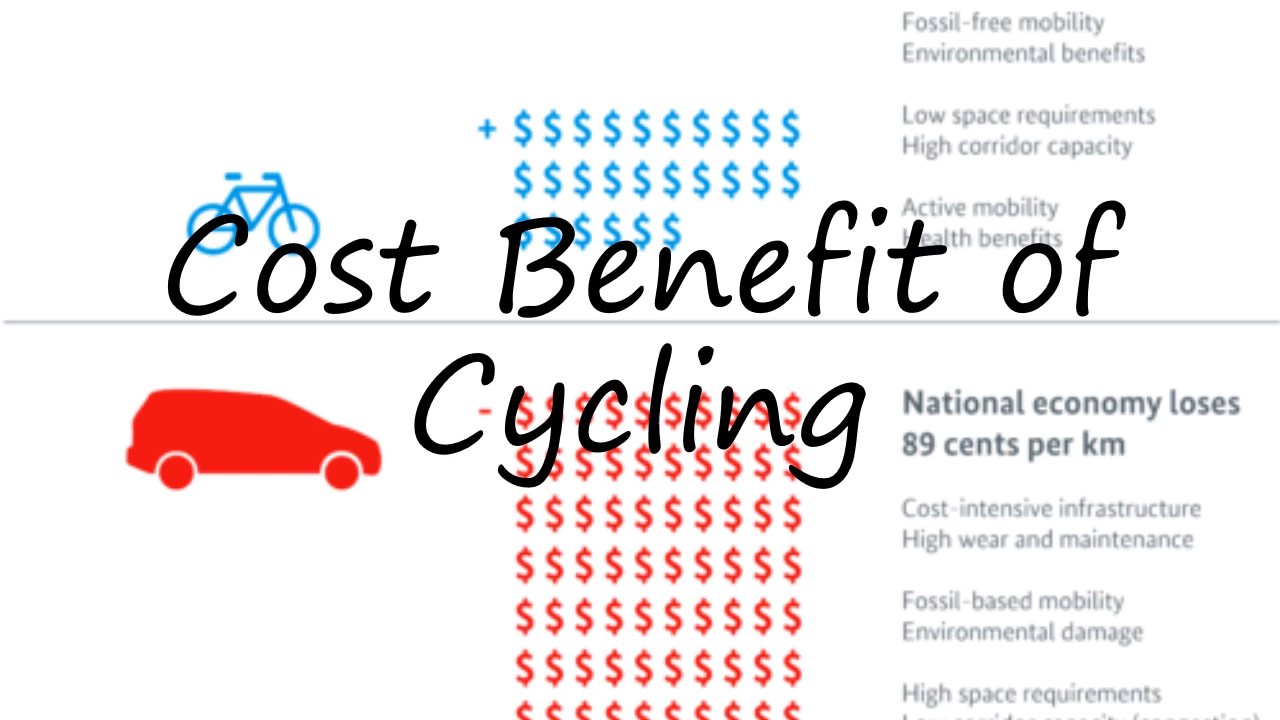 Fossil-free mobility
Environmental benefits
Low space requirements
High corridor capacity
Active mobility
Health benefits
+ $ $ $ $ $ $ $ $ $ $
$ $ $ $ $ $ $ $ $ $
$ $ $ $ $ $
Cost Benefit of
Cycling
- $ $ $ $ $ $ $ $ $ $
$ $ $ $ $ $ $ $ $ $
$ $ $ $ $ $ $ $ $ $
$ $ $ $ $ $ $ $ $ $
$ $ $ $ $ $ $ $ $ $
$ $ $ $ $ $ $ $ $ $
$ $ $ $ $ $ $ $ $ $
National economy loses
89 cents per km
Cost-intensive infrastructure
High wear and maintenance
Fossil-based mobility
Environmental damage
High space requirements